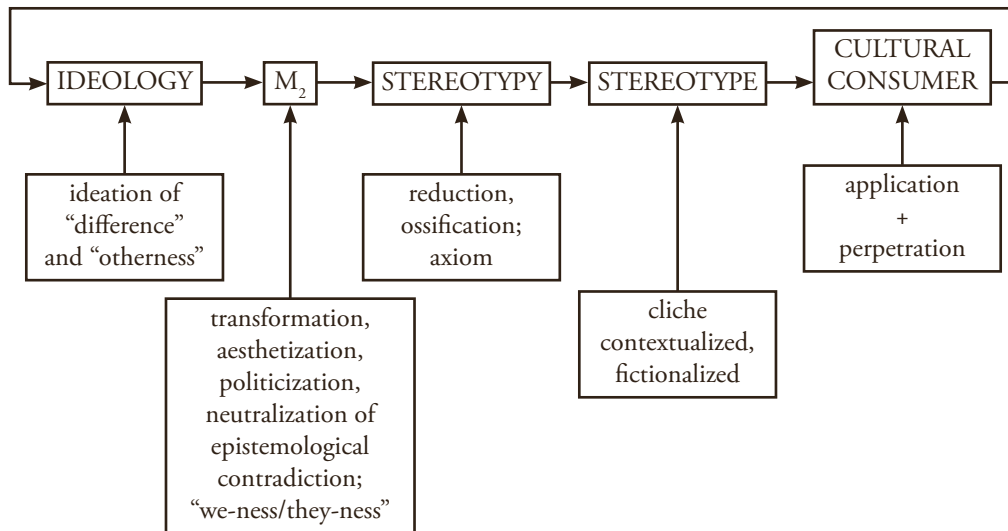 IDEOLOGY
M₂
STEREOTYPY
STEREOTYPE
CULTURAL
CONSUMER
ideation of
“difference”
and “otherness”
transformation,
aesthetization,
politicization,
neutralization of
epistemological
contradiction;
“we-ness/they-ness”
reduction,
ossification;
axiom
cliche
contextualized,
fictionalized
application
+
perpetration